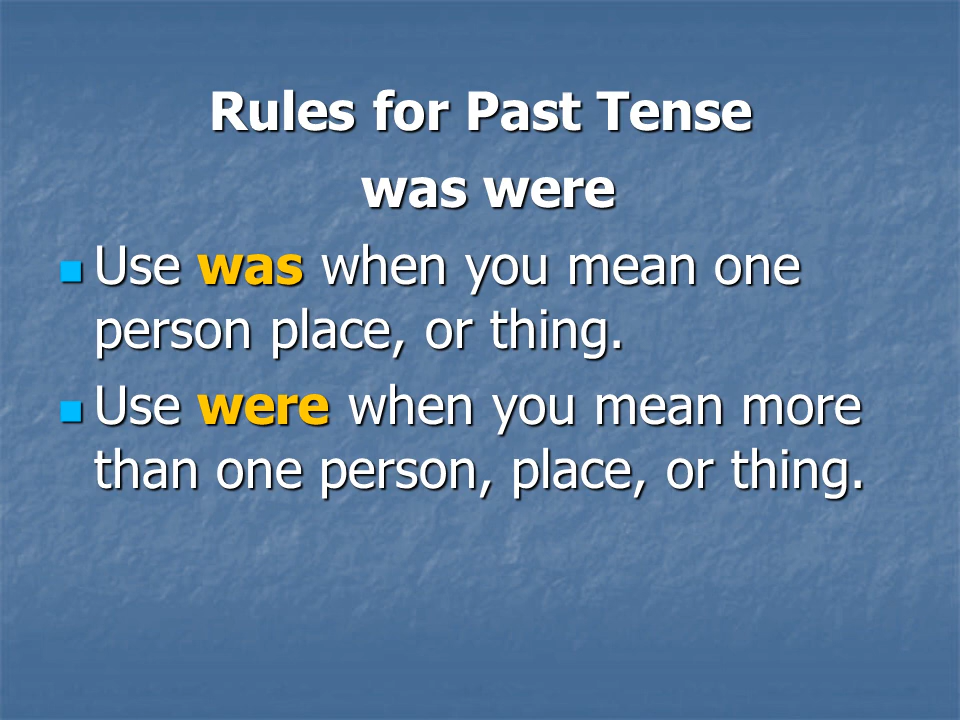 Rules for Past Tense
was were
Use was when you mean one
person place, or thing.
Use were when you mean more
than one person, place, or thing.